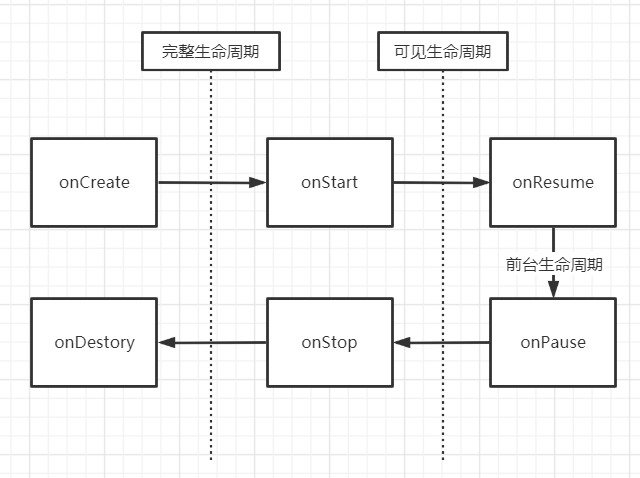 完整生命周期
可见生命周期
onCreate
onStart
onResume
前台生命周期
onDestory
onStop
onPause